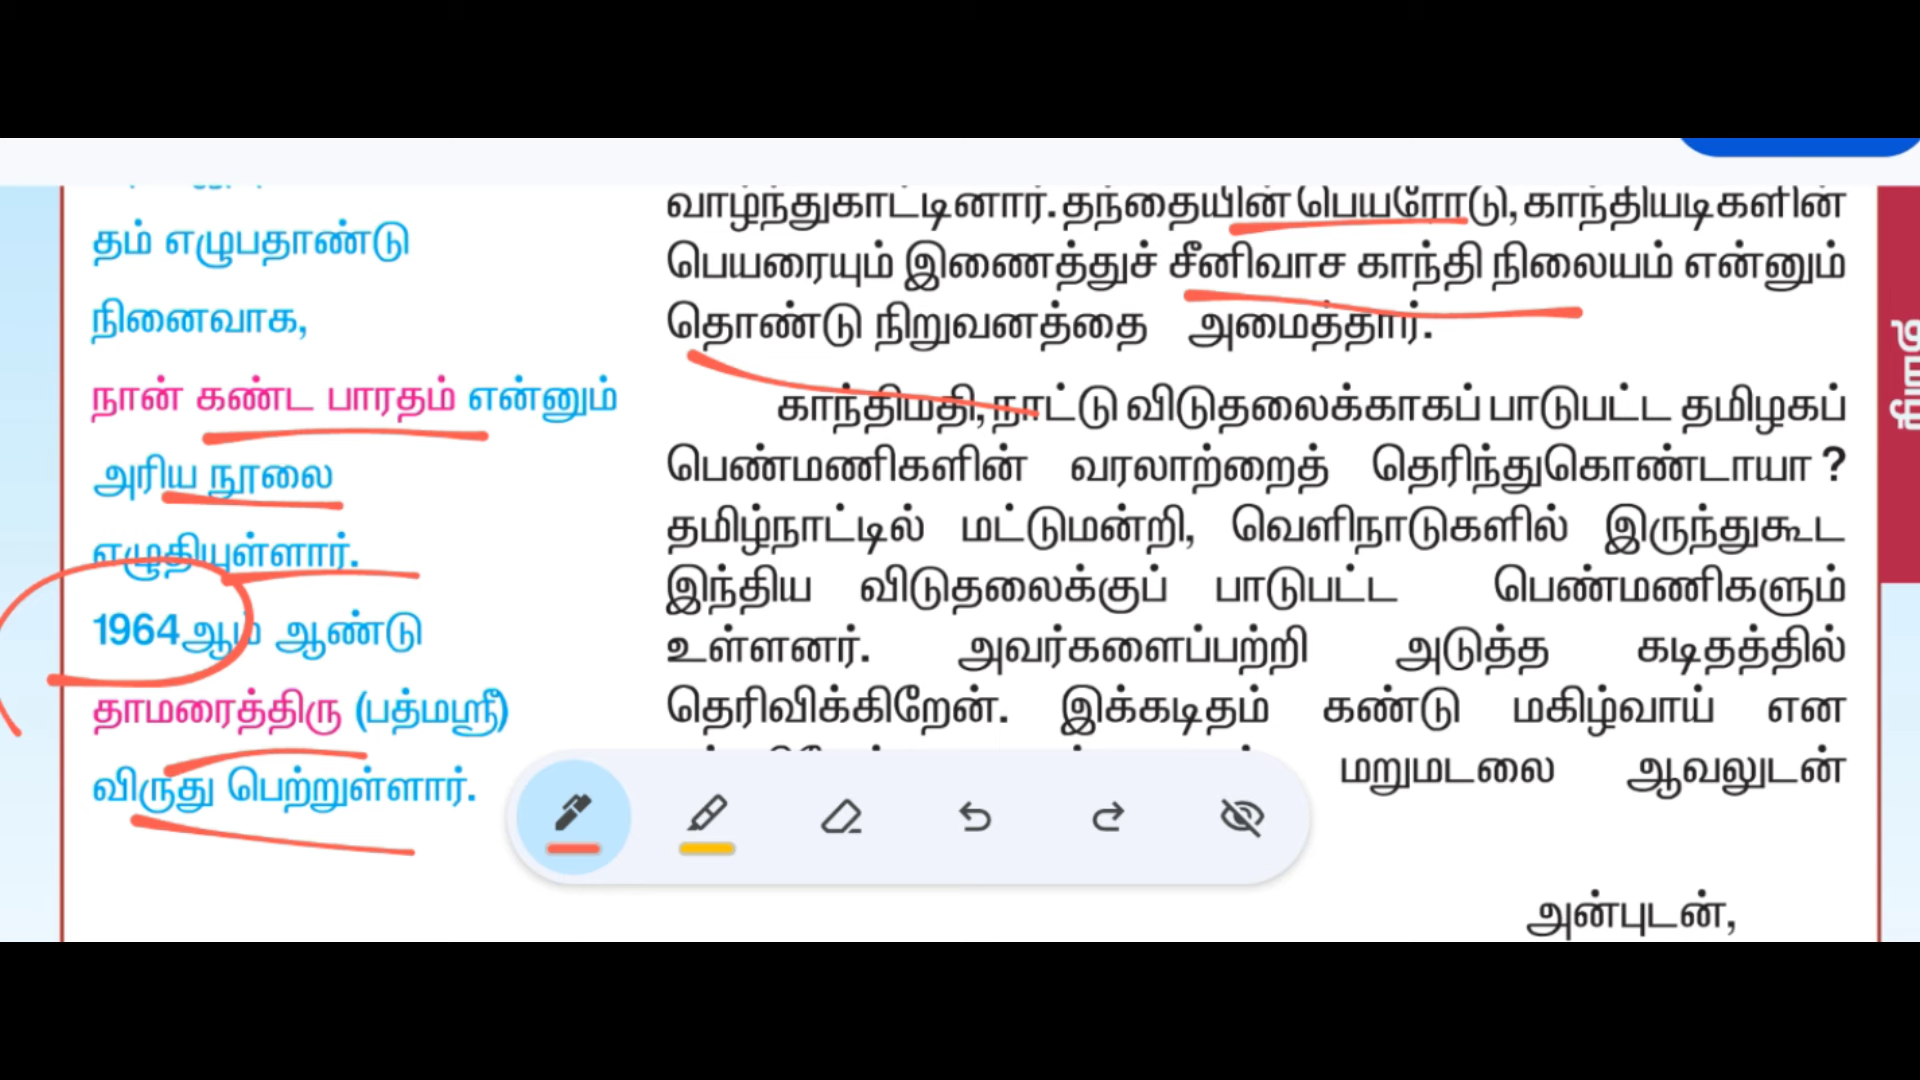 தம் எழுபதாண்டு
நினைவாக,
நான் கண்ட பாரதம் என்னும்
அரிய நூலை
எழுதியுள்ளார்.
1964ஆம் ஆண்டு
தாமரைத்திரு (பத்மஸ்ரீ)
விருது பெற்றுள்ளார்.
வாழ்ந்துகாட்டினார். தந்தையின் பெயரோடு, காந்தியடிகளின்
பெயரையும் இணைத்துச் சீனிவாச காந்தி நிலையம் என்னும்
தொண்டு நிறுவனத்தை அமைத்தார்.
காந்திமதி, நாட்டு விடுதலைக்காகப் பாடுபட்ட தமிழகப்
பெண்மணிகளின் வரலாற்றைத் தெரிந்துகொண்டாயா ?
தமிழ்நாட்டில் மட்டுமன்றி, வெளிநாடுகளில் இருந்துகூட
இந்திய விடுதலைக்குப் பாடுபட்ட பெண்மணிகளும்
உள்ளனர். அவர்களைப்பற்றி அடுத்த கடிதத்தில்
தெரிவிக்கிறேன். இக்கடிதம் கண்டு மகிழ்வாய் என
மறுமடலை ஆவலுடன்
அன்புடன்,